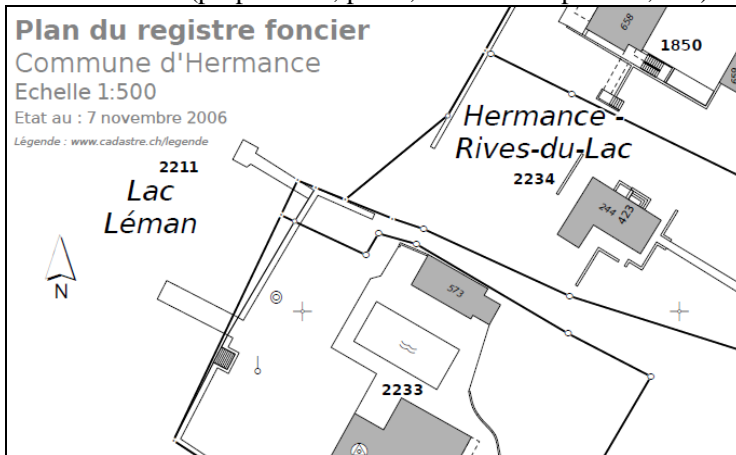 Plan du registre foncier
Commune d'Hermance
Echelle 1:500
Etat au : 7 novembre 2006
Légende : www.cadastre.ch/legende
658
1850
659
Hermance -
Rives-du-Lac
2211
2234
Lac
Léman
244
423
N
573
2233